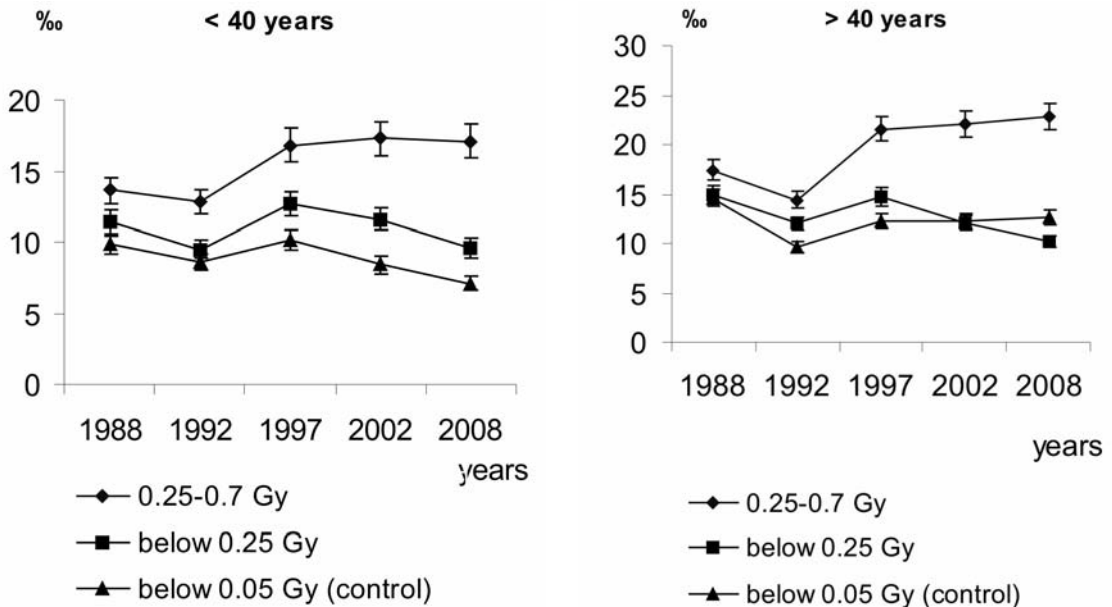 ‰ < 40 years
20
15
10
5
0
1988 1992 1997 2002 2008
years
0.25-0.7 Gy
below 0.25 Gy
below 0.05 Gy (control)
‰ > 40 years
30
25
20
15
10
5
0
1988 1992 1997 2002 2008
years
0.25-0.7 Gy
below 0.25 Gy
below 0.05 Gy (control)